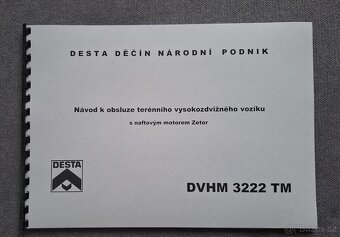 DESTA DĚČÍN NÁRODNÍ PODNIK
Návod k obsluze terénního vysokozdvižného vozíku
s naftovým motorem Zetor
DESTA
DVHM 3222 TM